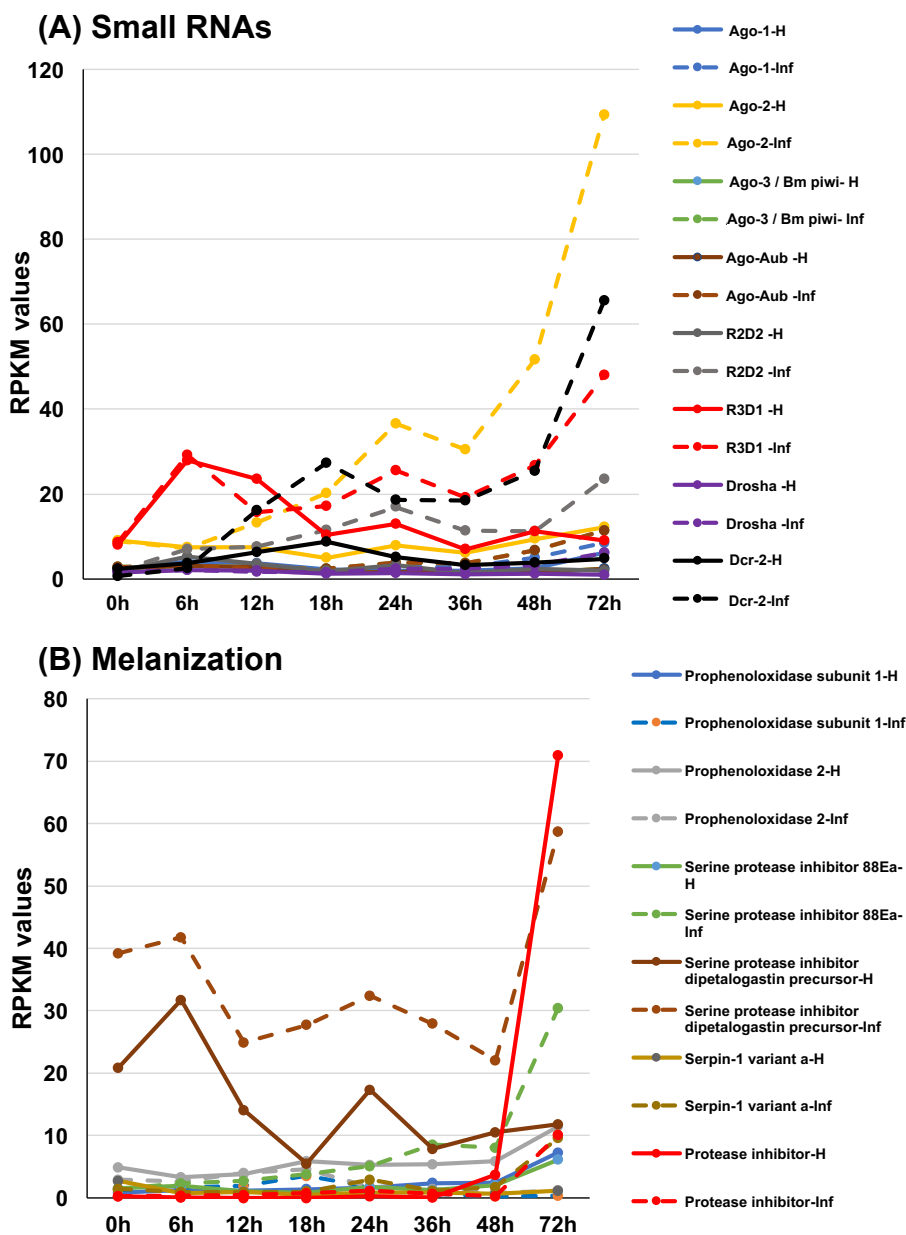 (A) Small RNAs
RPKM values
120
100
80
60
40
20
0
0h 6h 12h 18h 24h 36h 48h 72h
Ago-1-H
Ago-1-Inf
Ago-2-H
Ago-2-Inf
Ago-3 / Bm piwi- H
Ago-3 / Bm piwi- Inf
Ago-Aub -H
Ago-Aub -Inf
R2D2 -H
R2D2 -Inf
R3D1 -H
R3D1 -Inf
Drosha -H
Drosha -Inf
Dcr-2-H
Dcr-2-Inf
(B) Melanization
RPKM values
80
70
60
50
40
30
20
10
0
0h 6h 12h 18h 24h 36h 48h 72h
Prophenoloxidase subunit 1-H
Prophenoloxidase subunit 1-Inf
Prophenoloxidase 2-H
Prophenoloxidase 2-Inf
Serine protease inhibitor 88Ea-
H
Serine protease inhibitor 88Ea-
Inf
Serine protease inhibitor
dipetalogastin precursor-H
Serine protease inhibitor
dipetalogastin precursor-Inf
Serpin-1 variant a-H
Serpin-1 variant a-Inf
Protease inhibitor-H
Protease inhibitor-Inf